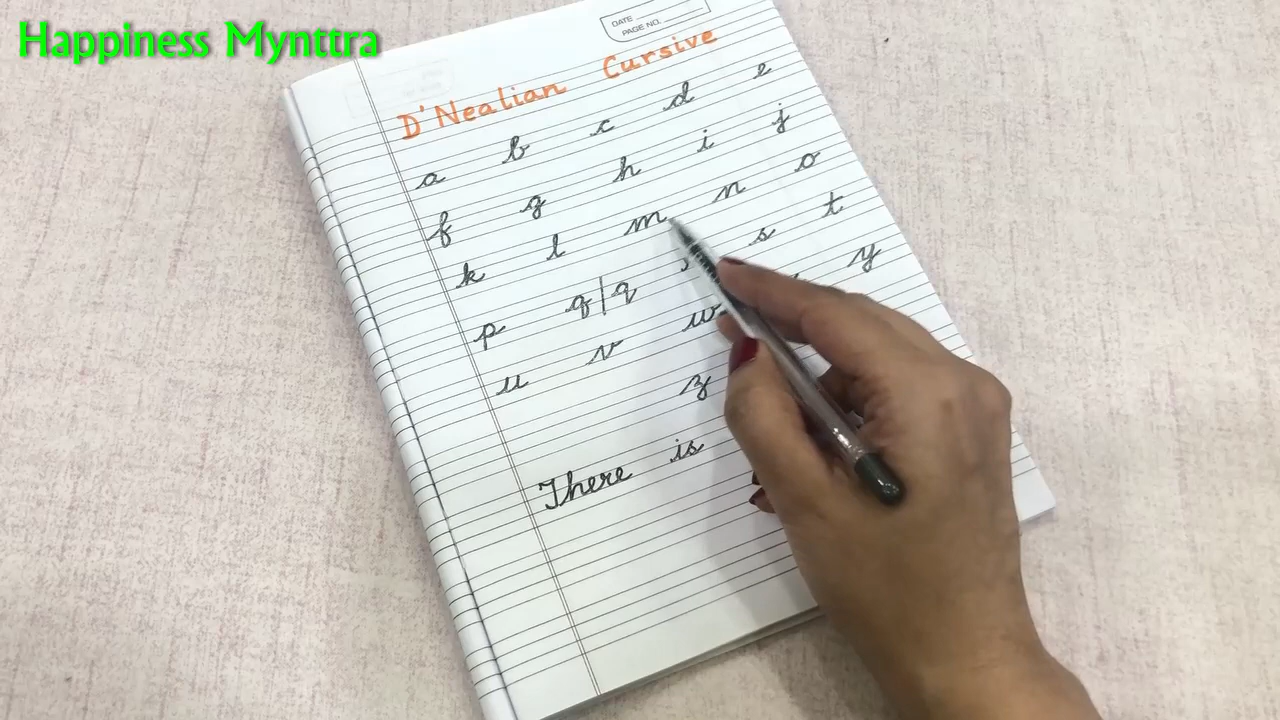 Happiness Mynttra
DATE
PAGE NO.
D'Nealian Cursive
a b c d e
f g h i j
k l m n o
p q/q s t
u v w y
z
There is